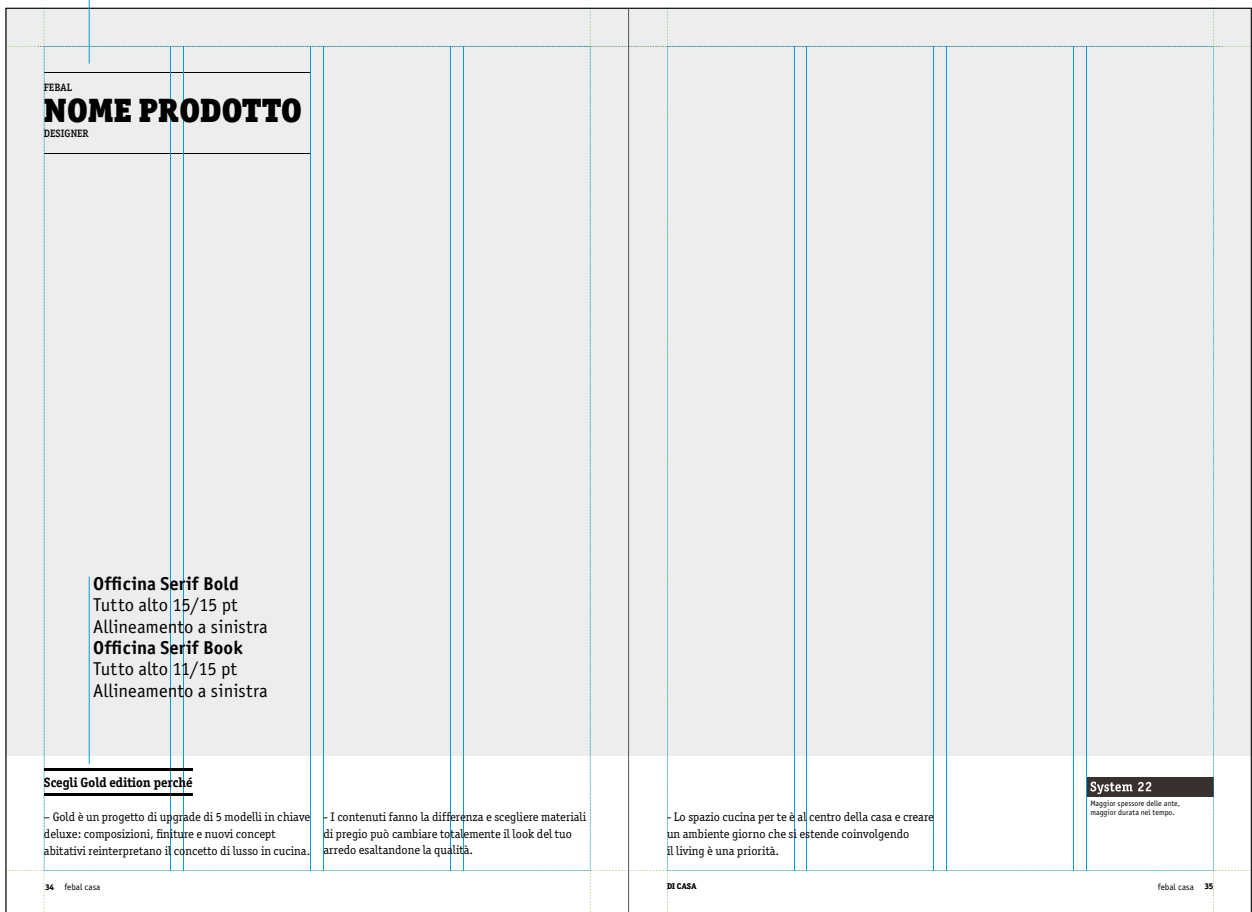 FEBAL
NOME PRODOTTO
DESIGNER
Officina Serif Bold
Tutto alto 15/15 pt
Allineamento a sinistra
Officina Serif Book
Tutto alto 11/15 pt
Allineamento a sinistra
Scegli Gold edition perché
– Gold è un progetto di upgrade di 5 modelli in chiave
deluxe: composizioni, finiture e nuovi concept
abitativi reinterpretano il concetto di lusso in cucina.
- I contenuti fanno la differenza e scegliere materiali
di pregio può cambiare totalemente il look del tuo
arredo esaltandone la qualità.
- Lo spazio cucina per te è al centro della casa e creare
un ambiente giorno che si estende coinvolgendo
il living è una priorità.
System 22
Maggior spessore delle ante,
maggior durata nel tempo.
34 febal casa
DI CASA
febal casa 35